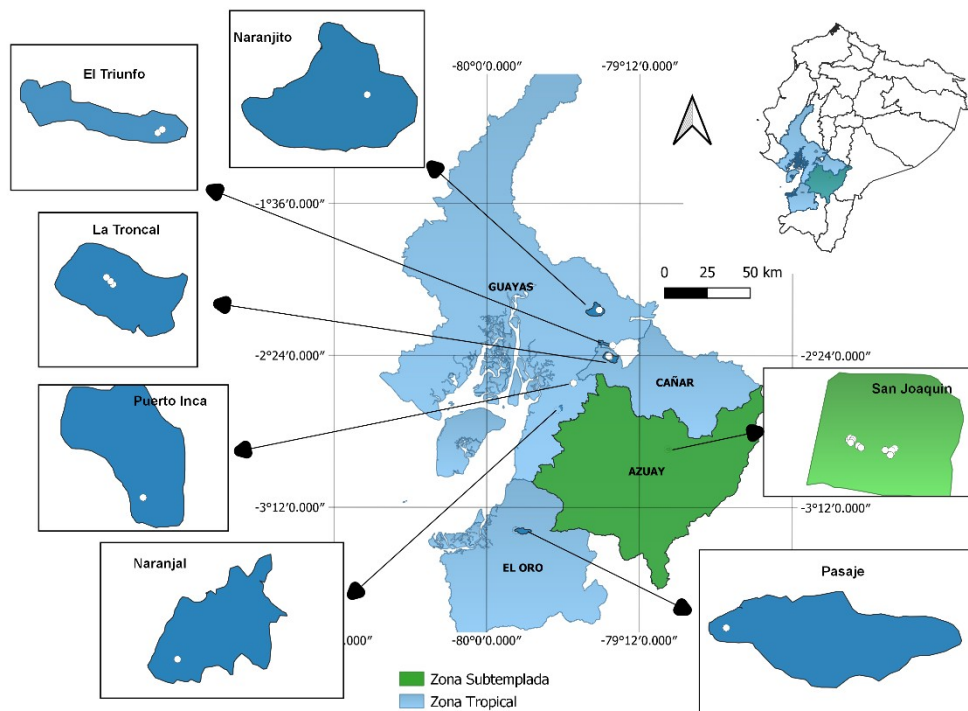 Naranjito
El Triunfo
-80°0'0.000"
-79°12'0.000"
-1°36'0.000"
0 25 50 km
La Troncal
GUAYAS
-2°24'0.000"
-2°24'0.000"
CAÑAR
San Joaquin
Puerto Inca
AZUAY
-3°12'0.000"
-3°12'0.000"
Naranjal
EL ORO
Pasaje
0.000"
-80°0'0.000"
-79°12'0.000"
Zona Subtemplada
Zona Tropical